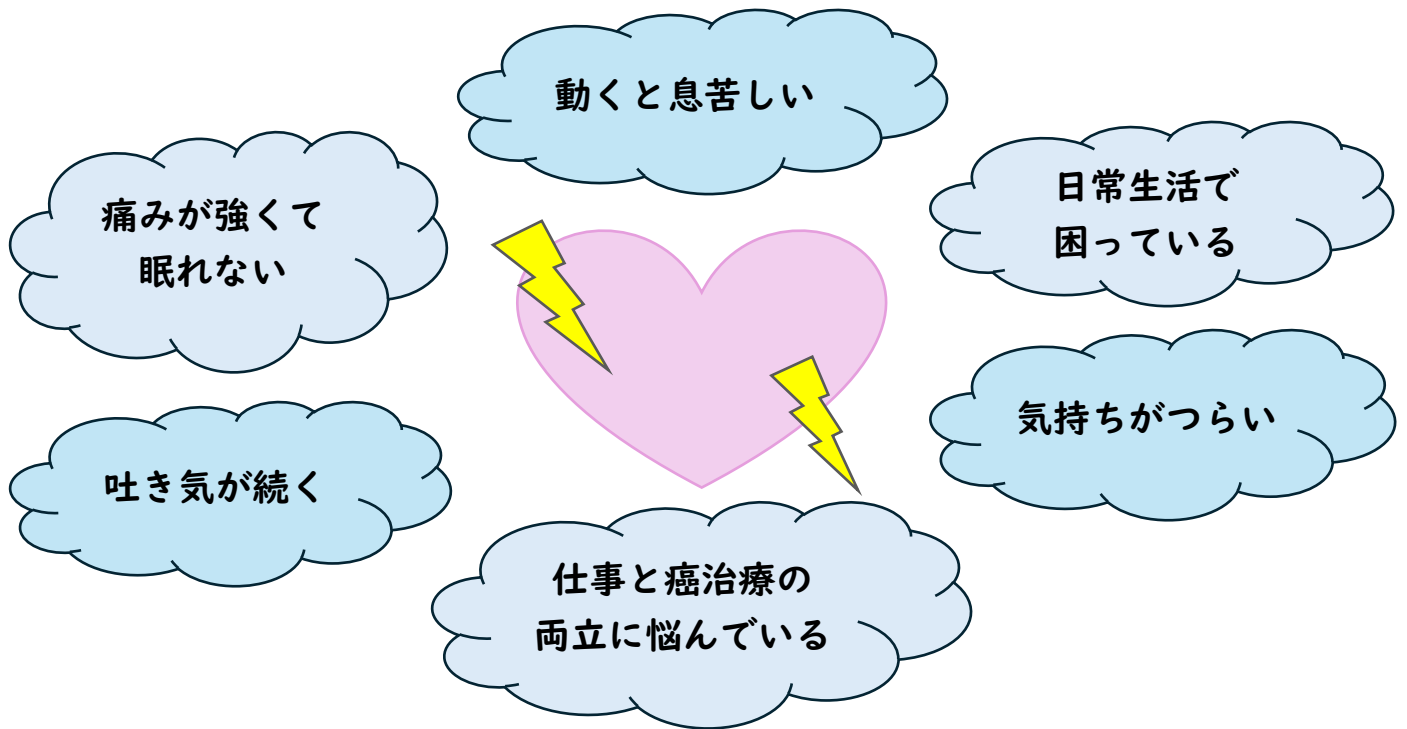 動くと息苦しい
痛みが強くて
眠れない
日常生活で
困っている
気持ちがつらい
吐き気が続く
仕事と癌治療の
両立に悩んでいる